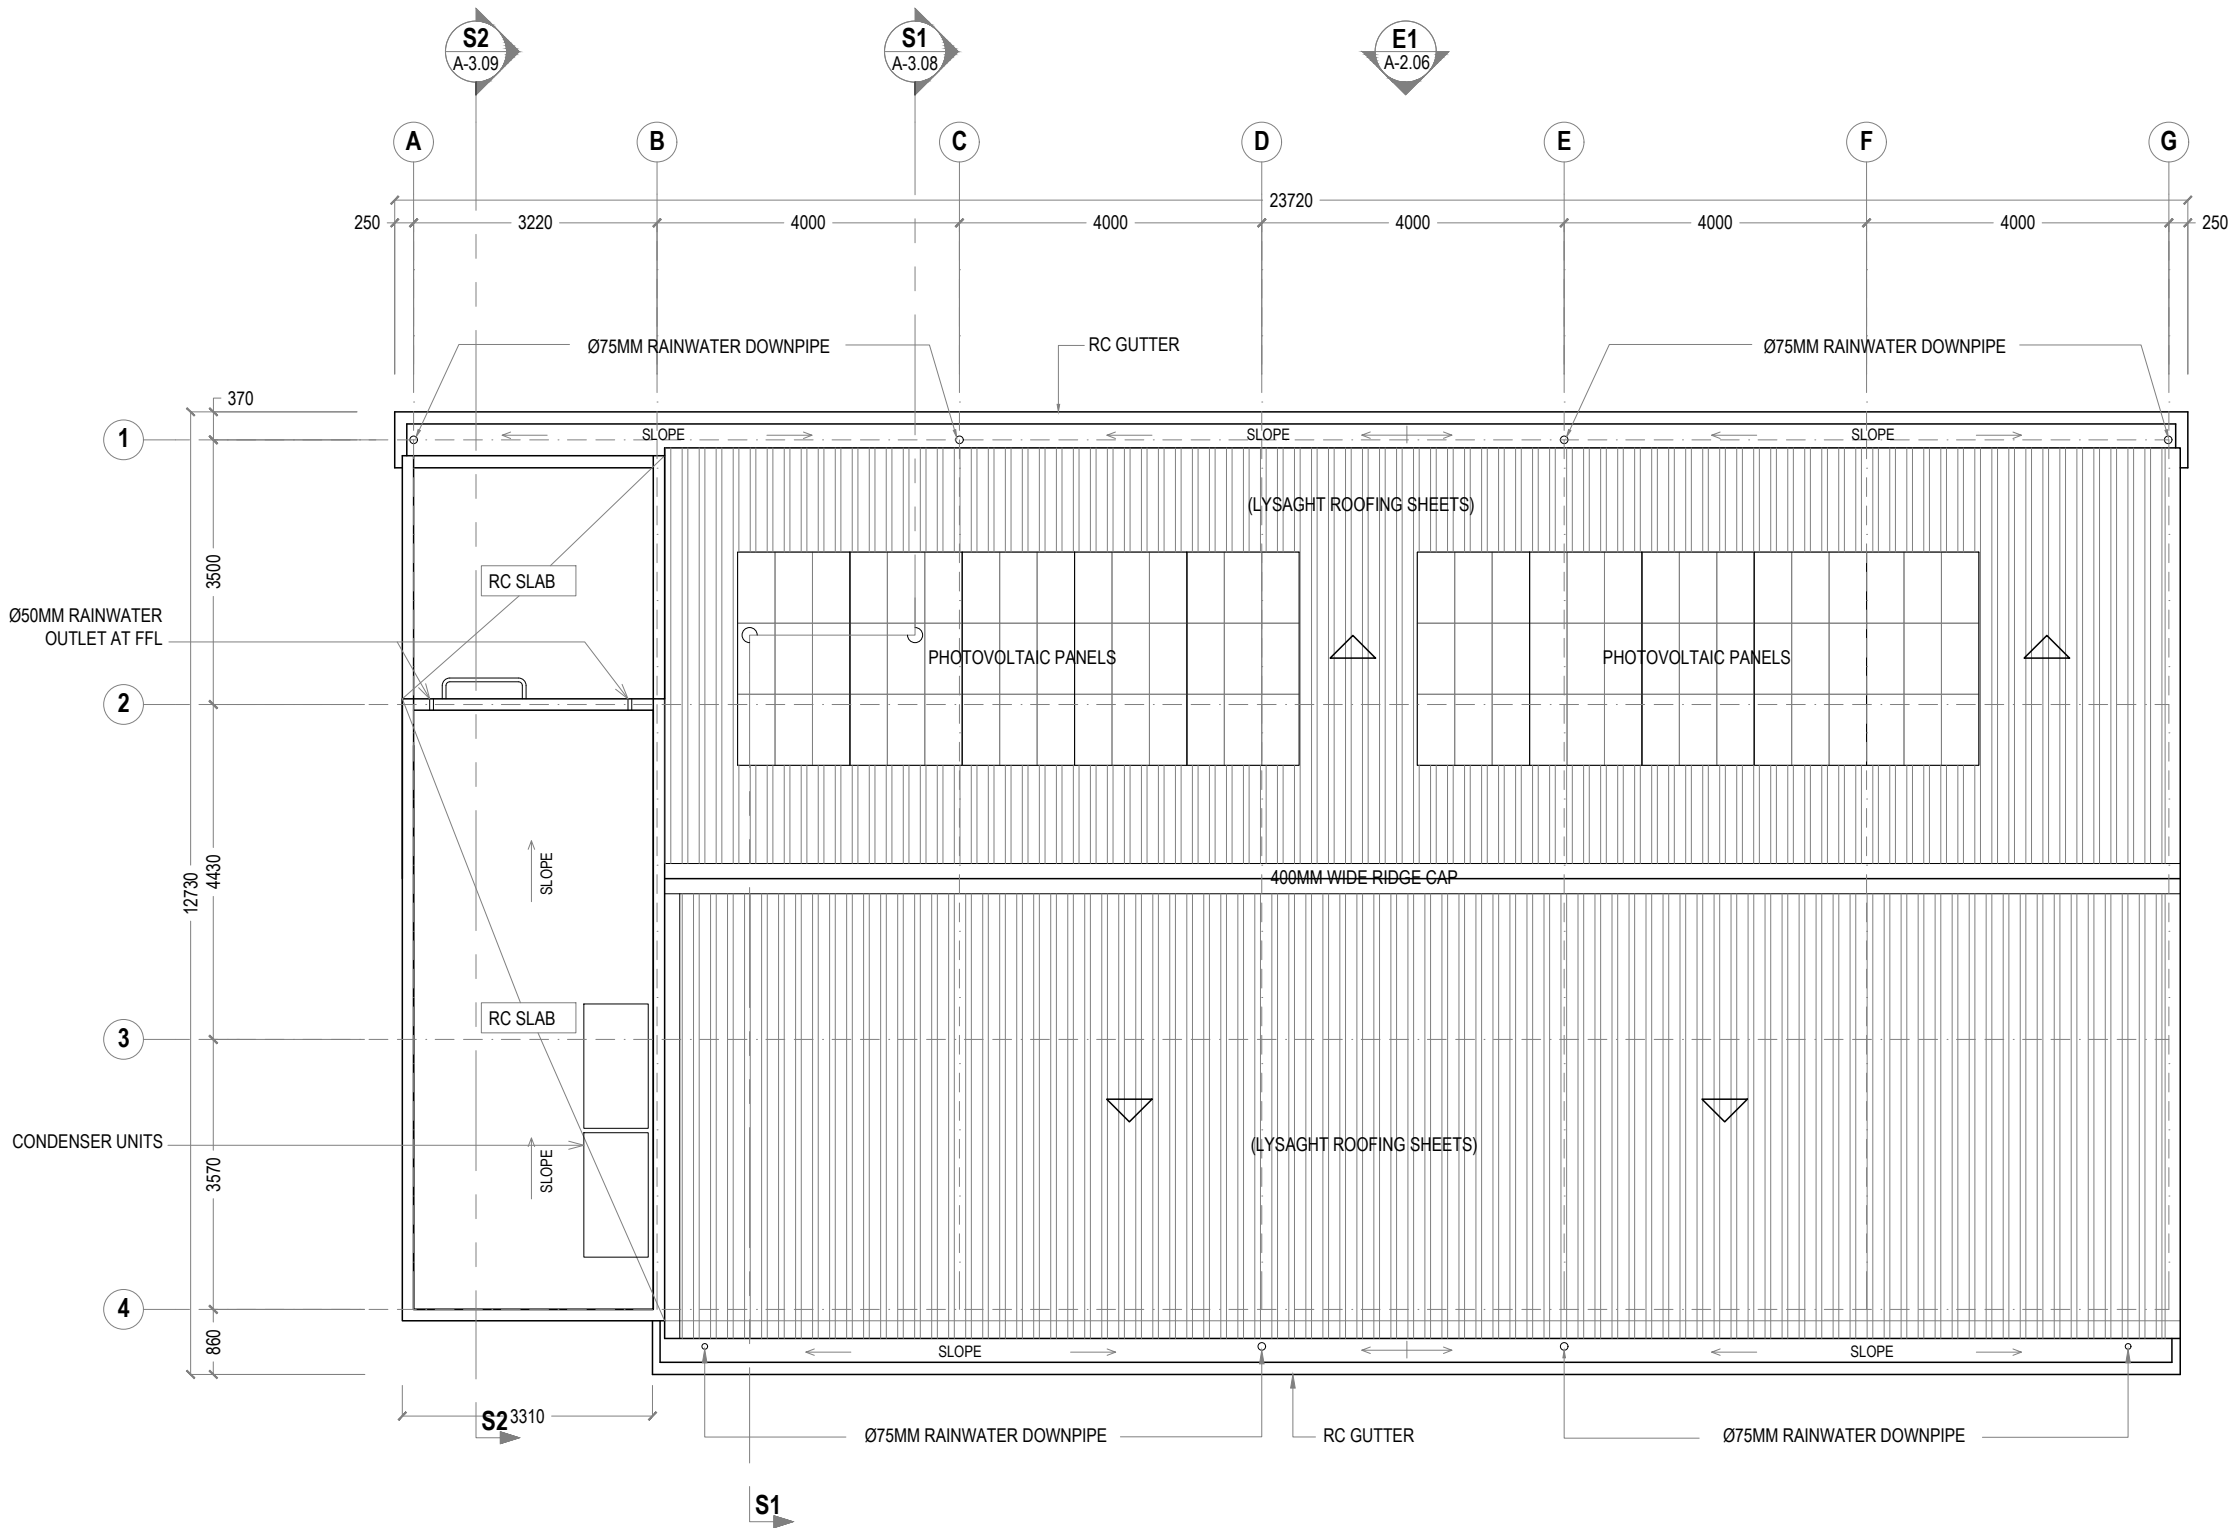 S2
A-3.09
S1
A-3.08
E1
A-2.06
A
B
C
D
E
F
G
23720
250
3220
4000
4000
4000
4000
4000
250
Ø75MM RAINWATER DOWNPIPE
RC GUTTER
Ø75MM RAINWATER DOWNPIPE
370
1
SLOPE
SLOPE
SLOPE
(LYSAGHT ROOFING SHEETS)
3500
RC SLAB
Ø50MM RAINWATER
OUTLET AT FFL
PHOTOVOLTAIC PANELS
PHOTOVOLTAIC PANELS
2
12730
4430
SLOPE
400MM WIDE RIDGE CAP
RC SLAB
3
CONDENSER UNITS
3570
SLOPE
(LYSAGHT ROOFING SHEETS)
4
860
SLOPE
SLOPE
S2
3310
Ø75MM RAINWATER DOWNPIPE
RC GUTTER
Ø75MM RAINWATER DOWNPIPE
S1